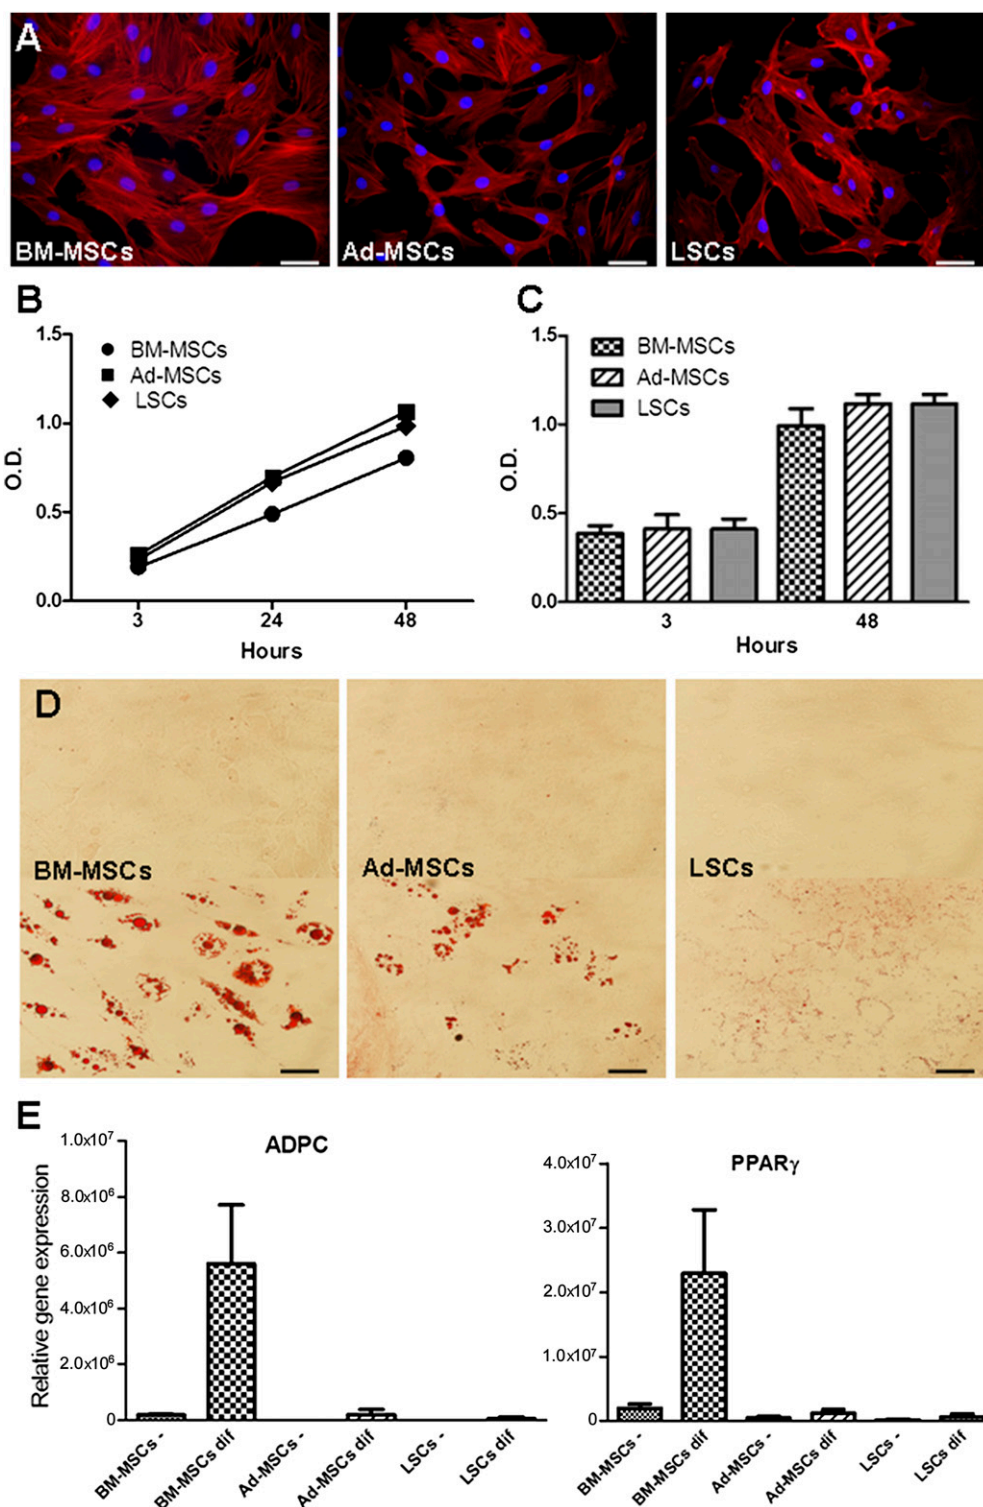 A
BM-MSCs
Ad-MSCs
LSCs
B
1.5
1.0
0.5
0.0
O.D.
BM-MSCs
Ad-MSCs
LSCs
3
24
48
Hours
C
1.5
1.0
0.5
0.0
O.D.
BM-MSCs
Ad-MSCs
LSCs
3
48
Hours
D
BM-MSCs
Ad-MSCs
LSCs
E
ADPC
Relative gene expression
1.0x10⁷
8.0x10⁶
6.0x10⁶
4.0x10⁶
2.0x10⁶
0
BM-MSCs -
BM-MSCs dif
Ad-MSCs -
Ad-MSCs dif
LSCs -
LSCs dif
PPARγ
4.0x10⁷
3.0x10⁷
2.0x10⁷
1.0x10⁷
0
BM-MSCs -
BM-MSCs dif
Ad-MSCs -
Ad-MSCs dif
LSCs -
LSCs dif